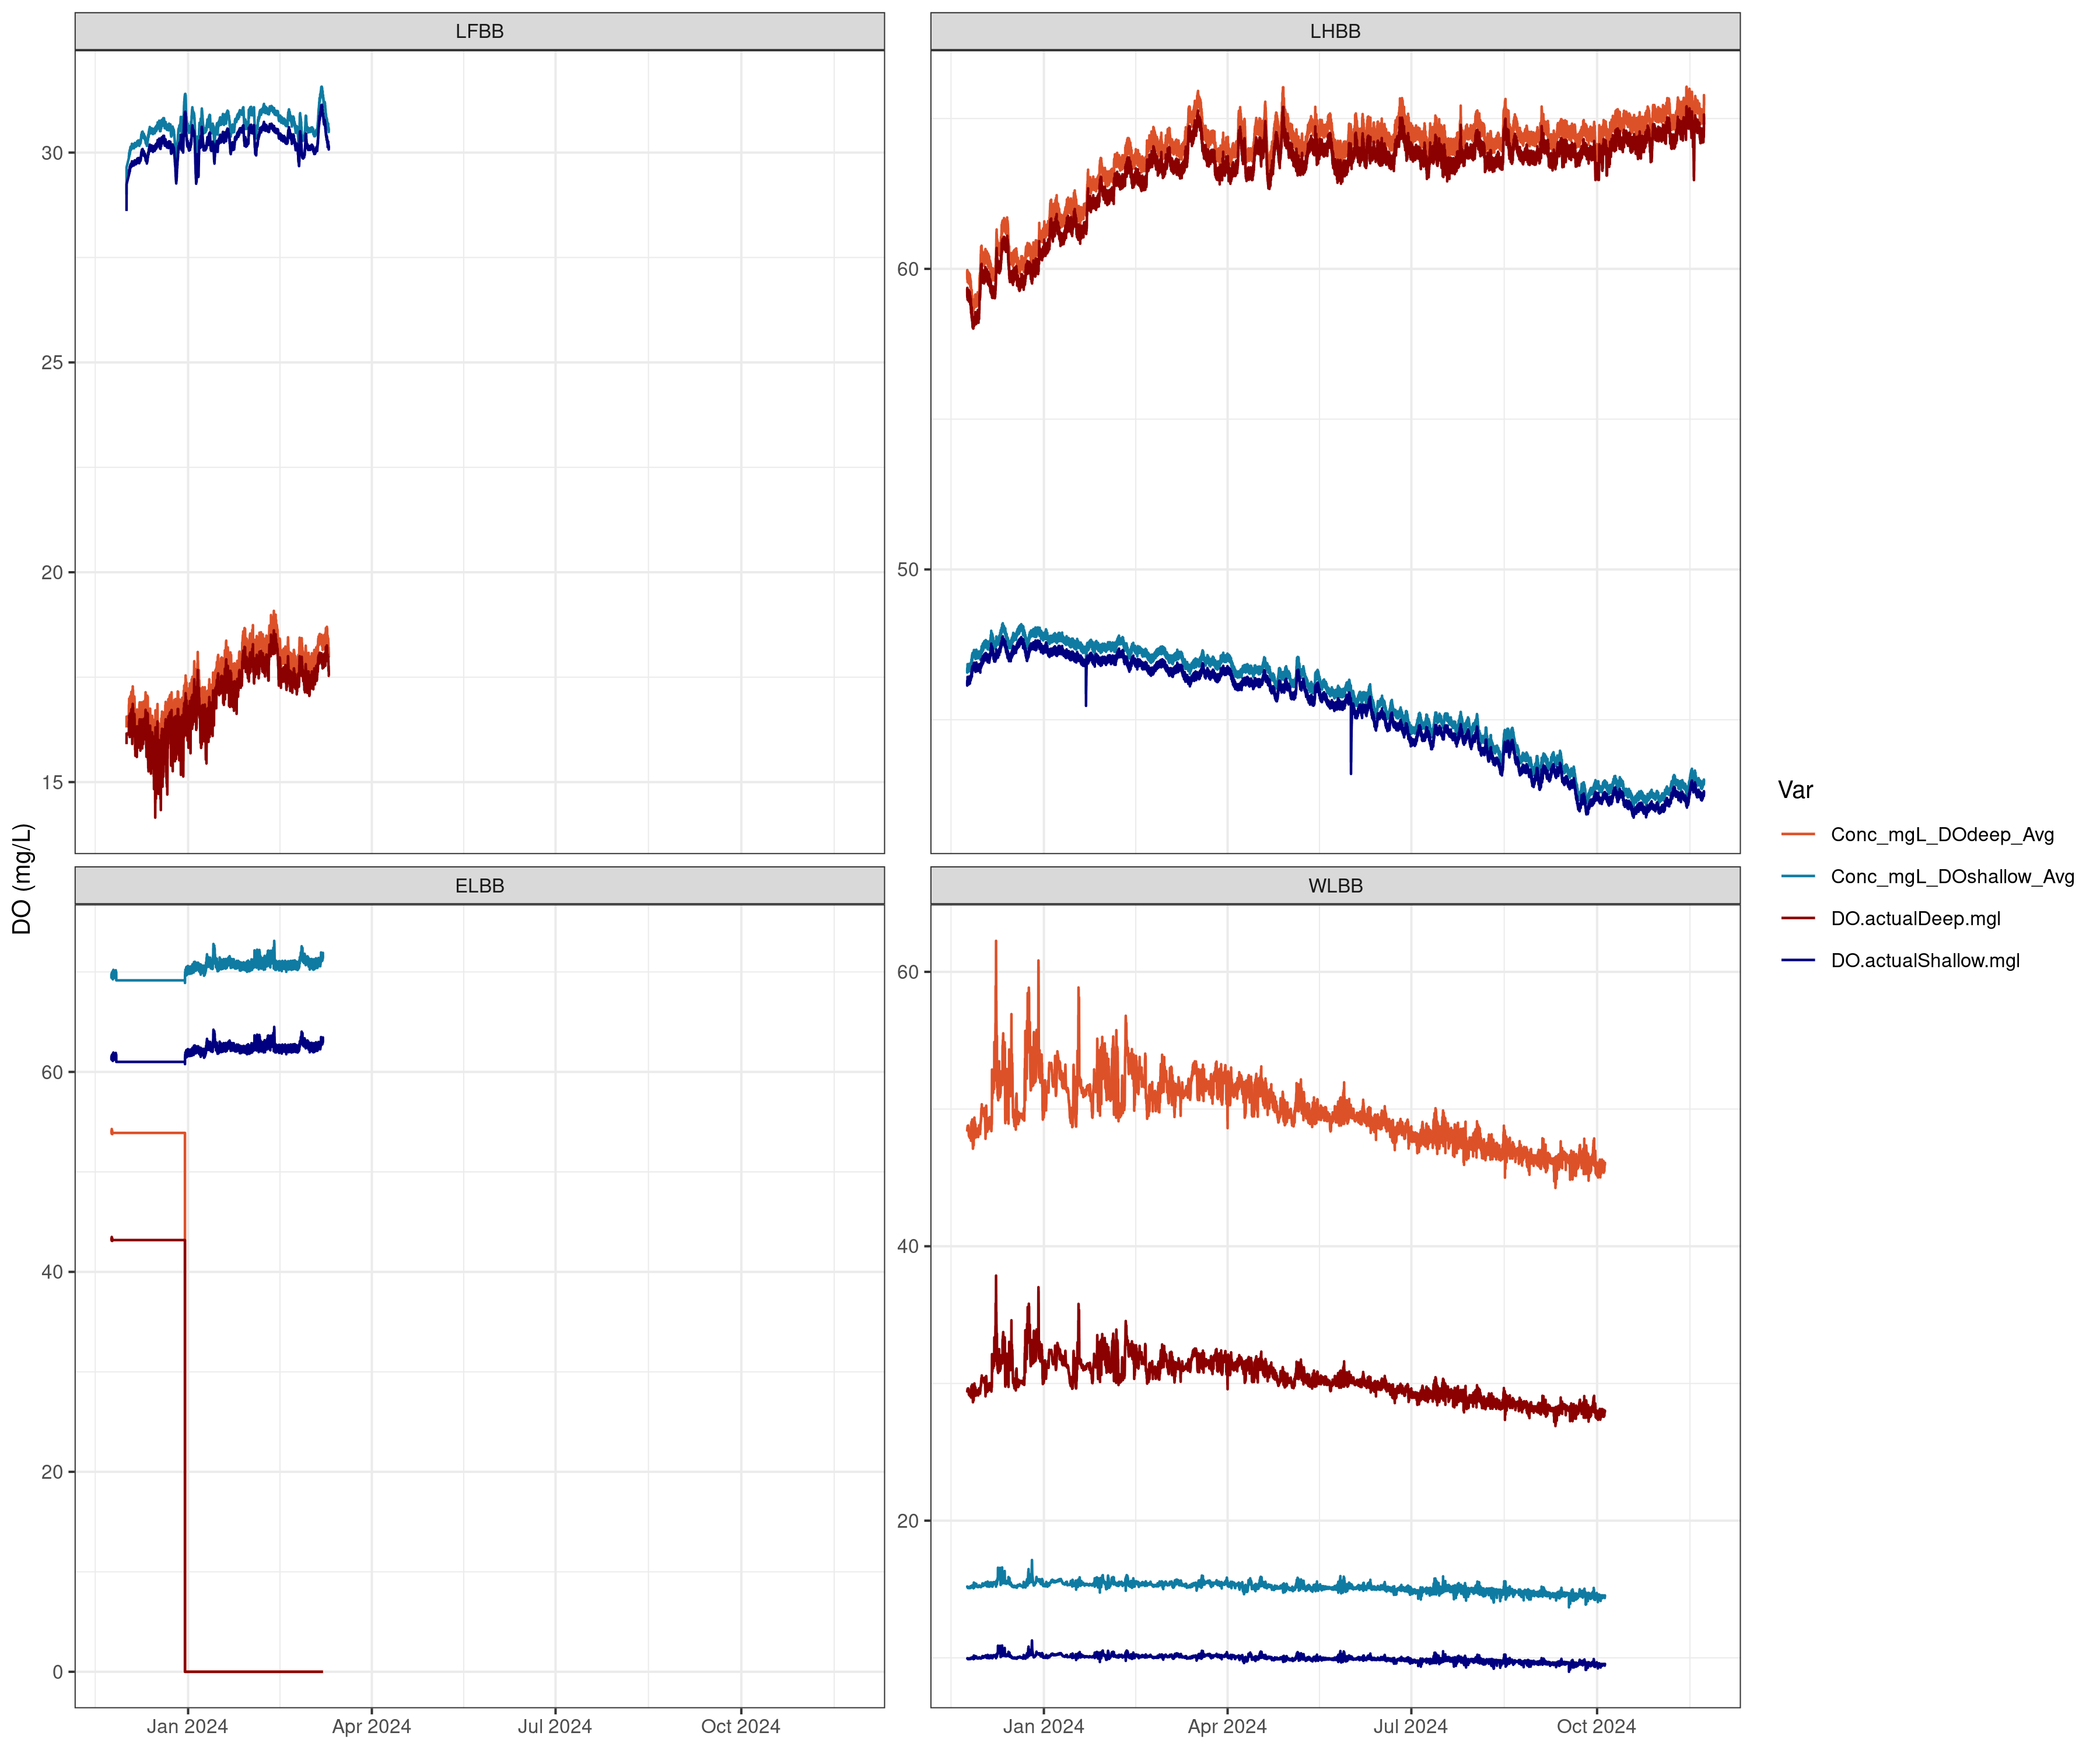 LFBB
LHBB
30
25
20
15
60
50
DO (mg/L)
ELBB
WLBB
60
40
20
0
60
40
20
Jan 2024
Apr 2024
Jul 2024
Oct 2024
Jan 2024
Apr 2024
Jul 2024
Oct 2024
Var
Conc_mgL_DOdeep_Avg
Conc_mgL_DOshallow_Avg
DO.actualDeep.mgl
DO.actualShallow.mgl